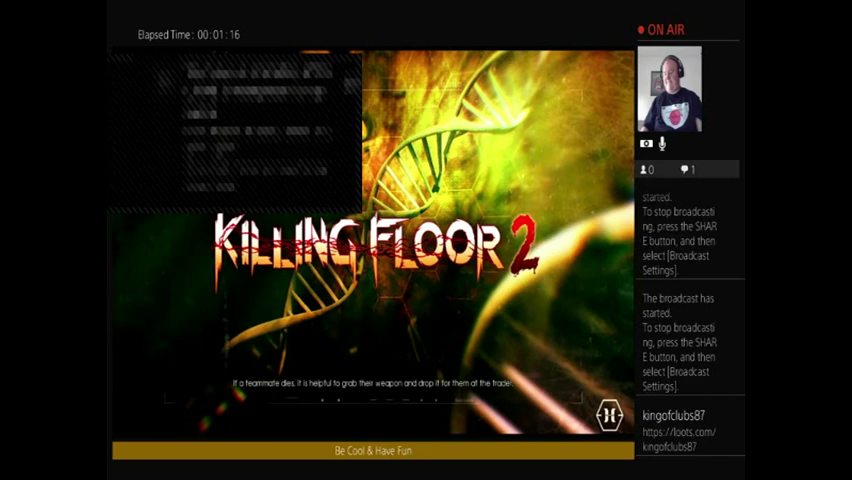 Elapsed Time: 00:01:16
ON AIR
0 1
started.
To stop broadcasti
ng, press the SHAR
E button, and then
select [Broadcast
Settings].
The broadcast has
started.
To stop broadcasti
ng, press the SHAR
E button, and then
select [Broadcast
Settings].
kingofclubs87
https://loots.com/
kingofclubs87
KILLING FLOOR 2
If a teammate dies, it is helpful to grab their weapon and drop it for them at the trader.
Be Cool & Have Fun